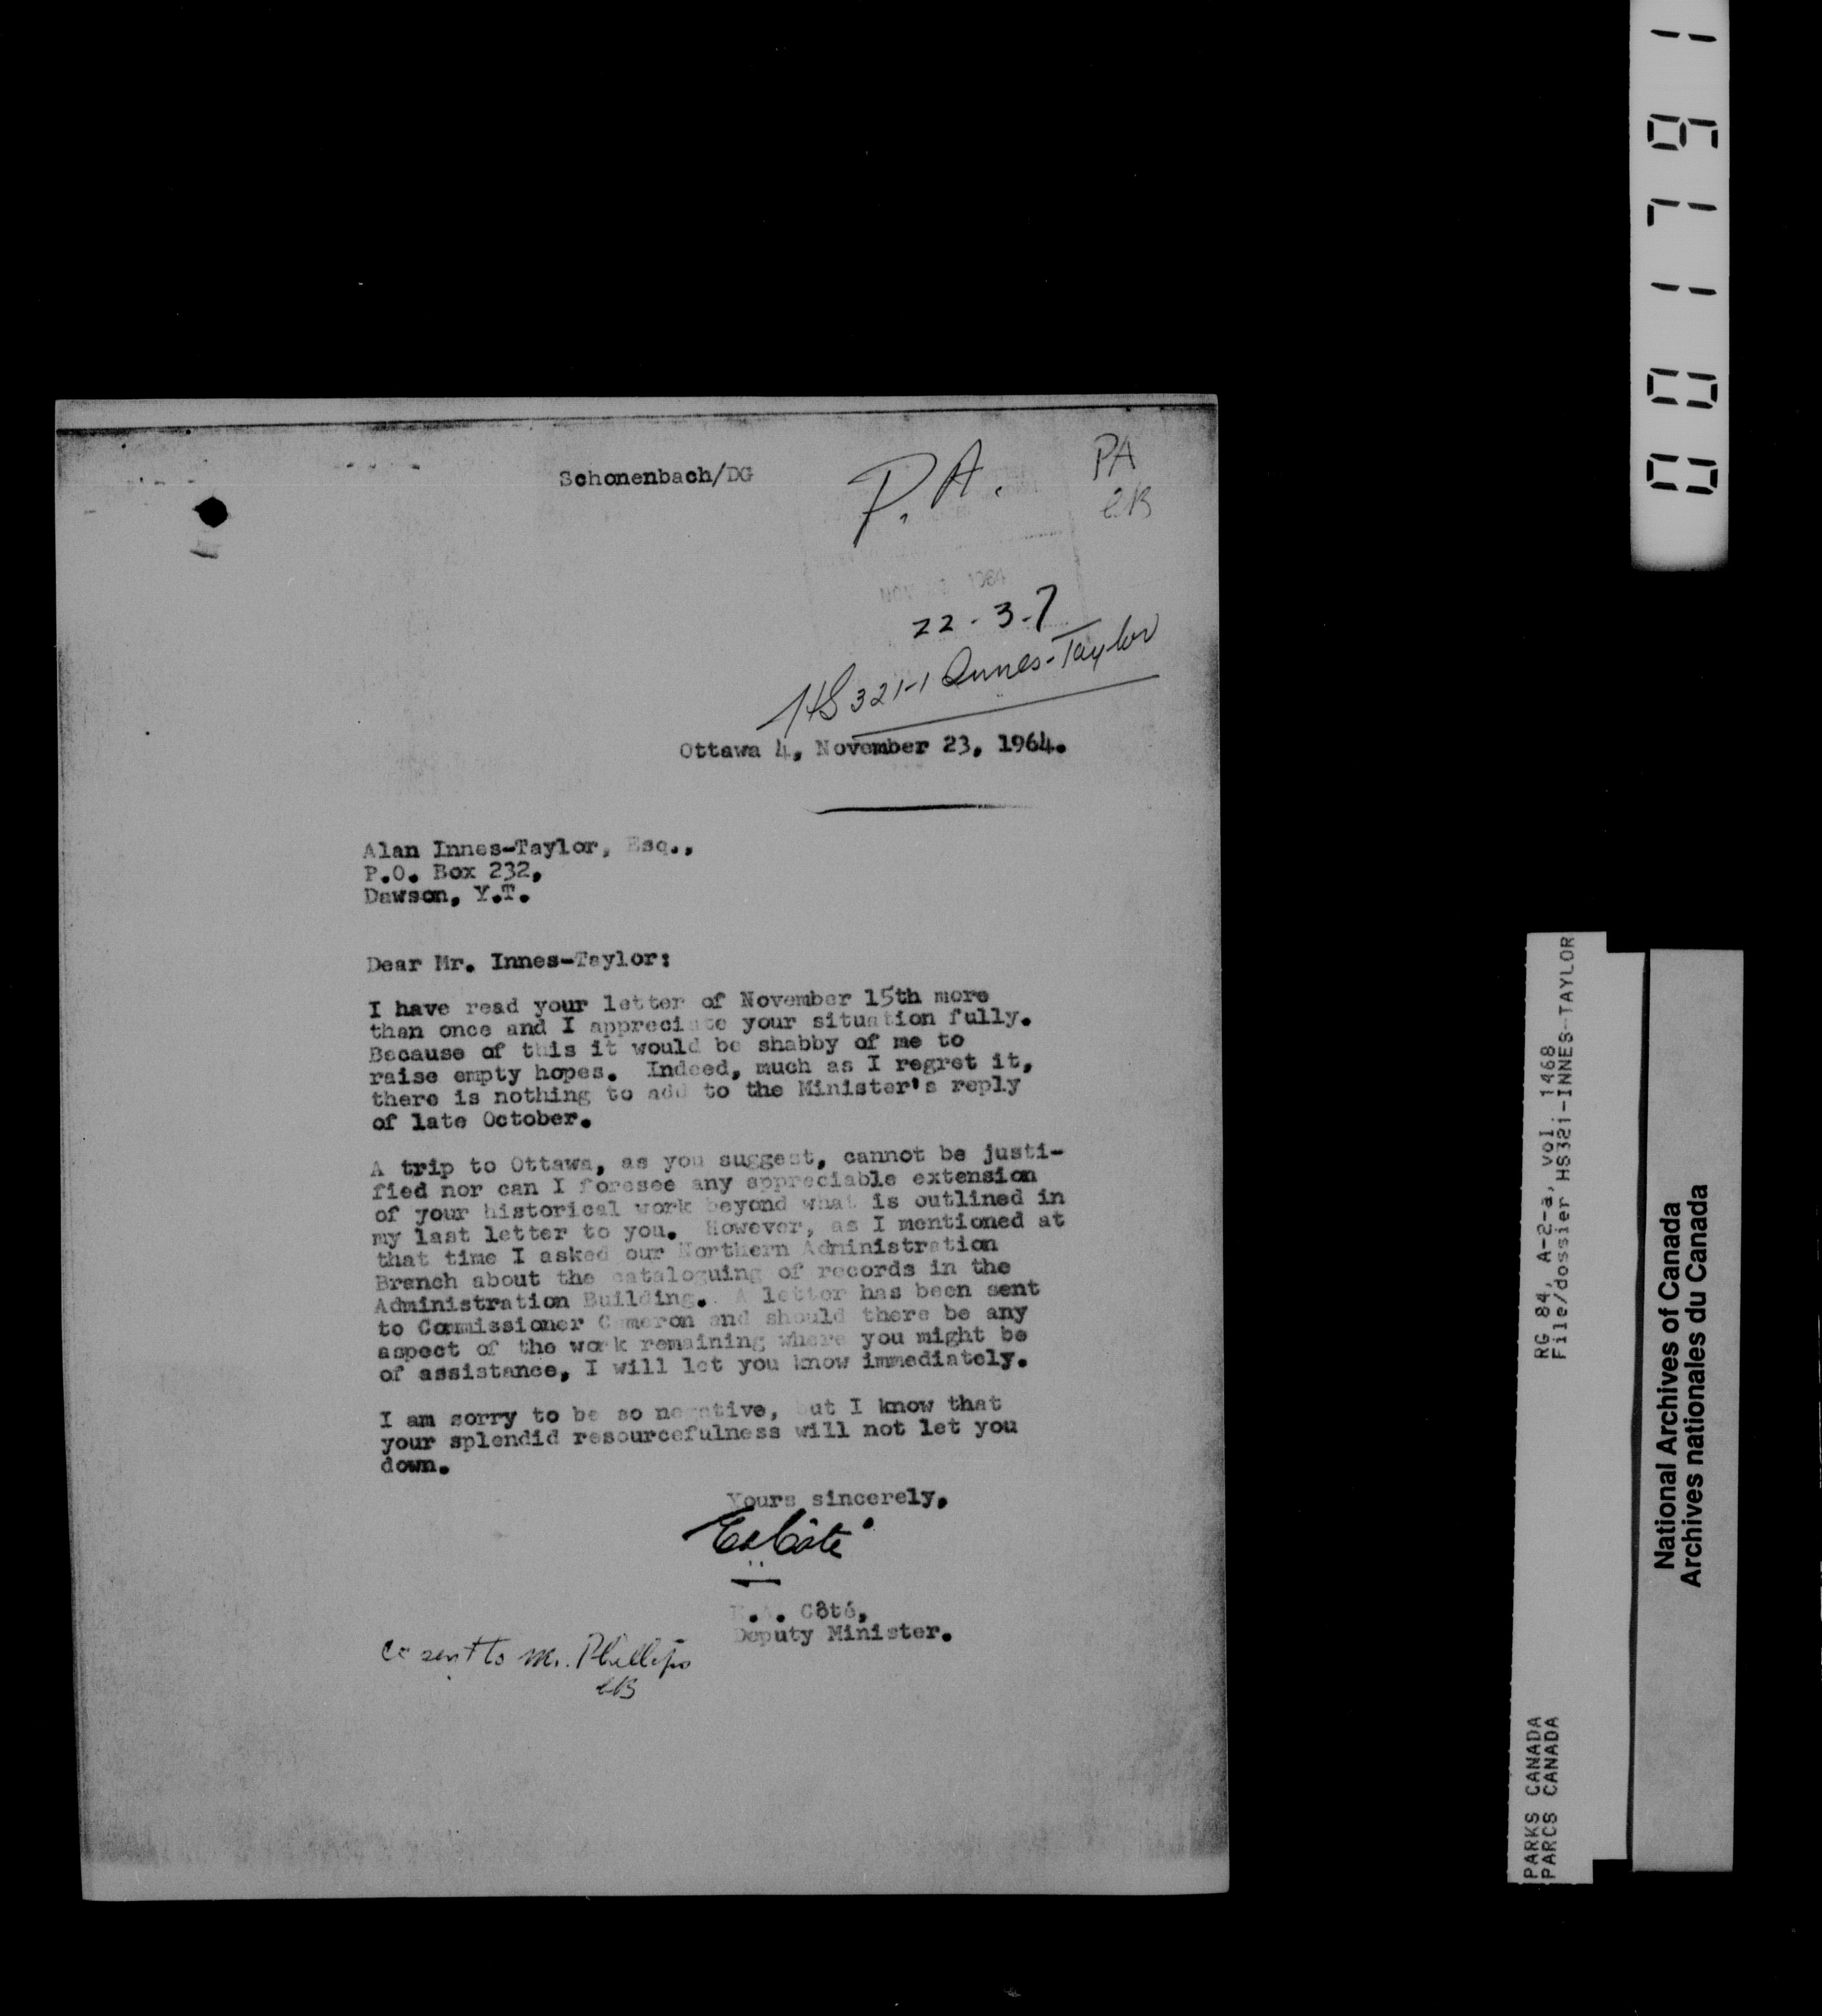 Schonenbach/DG
P.A.
PA
eB
NOV 1964
22-3-7
HS 321-1 Innes-Taylor
Ottawa 4, November 23, 1964.
Alan Innes-Taylor, Esq.,
P.O. Box 232,
Dawson, Y.T.
Dear Mr. Innes-Taylor:
I have read your letter of November 15th more
than once and I appreciate your situation fully.
Because of this it would be shabby of me to
raise empty hopes. Indeed, much as I regret it,
there is nothing to add to the Minister's reply
of late October.
A trip to Ottawa, as you suggest, cannot be justi-
fied nor can I foresee any appreciable extension
of your historical work beyond what is outlined in
my last letter to you. However, as I mentioned at
that time I asked our Northern Administration
Branch about the cataloguing of records in the
Administration Building. A letter has been sent
to Commissioner Cameron and should there be any
aspect of the work remaining where you might be
of assistance, I will let you know immediately.
I am sorry to be so negative, but I know that
your splendid resourcefulness will not let you
down.
Yours sincerely,
EACôté
E.A. Côté,
Deputy Minister.
cc sent to Mr. Phillips
eB
001791
RG 84, A-2-a, vol. 1468
File/dossier HS321-INNES-TAYLOR
PARKS CANADA
PARCS CANADA
National Archives of Canada
Archives nationales du Canada